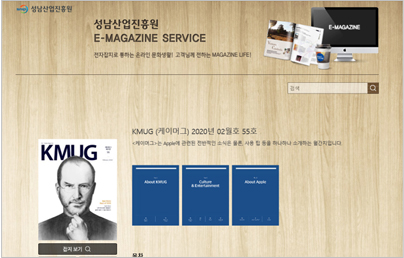 성남산업진흥원
성남산업진흥원
E-MAGAZINE SERVICE
전자잡지로 통하는 온라인 문화생활! 고객님께 전하는 MAGAZINE LIFE!
검색
KMUG (케이머그) 2020년 02월호 55호
<케이머그>는 Apple에 관련된 전반적인 소식은 물론, 사용 팁 등을 하나하나 소개하는 월간지입니다.
KMUG
About KMUG
Culture
& Entertainment
About Apple
잡지 보기
목차